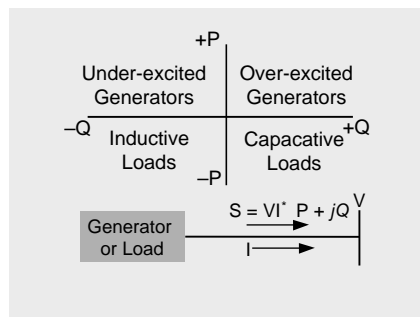 +P
Under-excited Over-excited
Generators Generators
–Q +Q
Inductive Capacative
Loads Loads
–P
V
S = VI* P + jQ
Generator
or Load
I